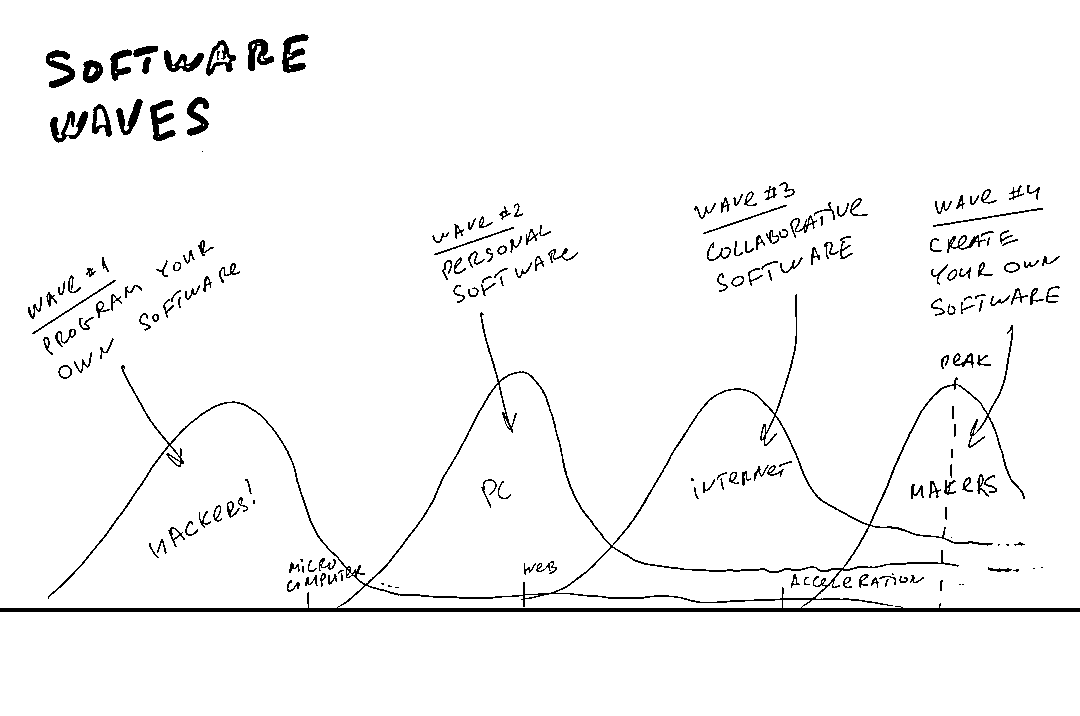 SOFTWARE
WAVES
WAVE #1
PROGRAM YOUR
OWN SOFTWARE
WAVE #2
PERSONAL
SOFTWARE
WAVE #3
COLLABORATIVE
SOFTWARE
WAVE #4
CREATE
YOUR OWN
SOFTWARE
PEAK
HACKERS!
PC
INTERNET
MAKERS
MICRO
COMPUTER
WEB
ACCELERATION